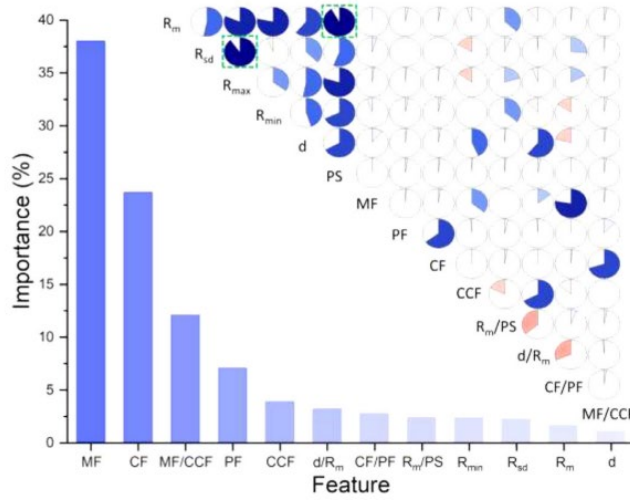 Importance (%)
40
35
30
25
20
15
10
5
0
R_m
R_sd
R_max
R_min
d
PS
MF
PF
CF
CCF
R_m/PS
d/R_m
CF/PF
MF/CCF
MF CF MF/CCF PF CCF d/R_m CF/PF R_m/PS R_min R_sd R_m d
Feature